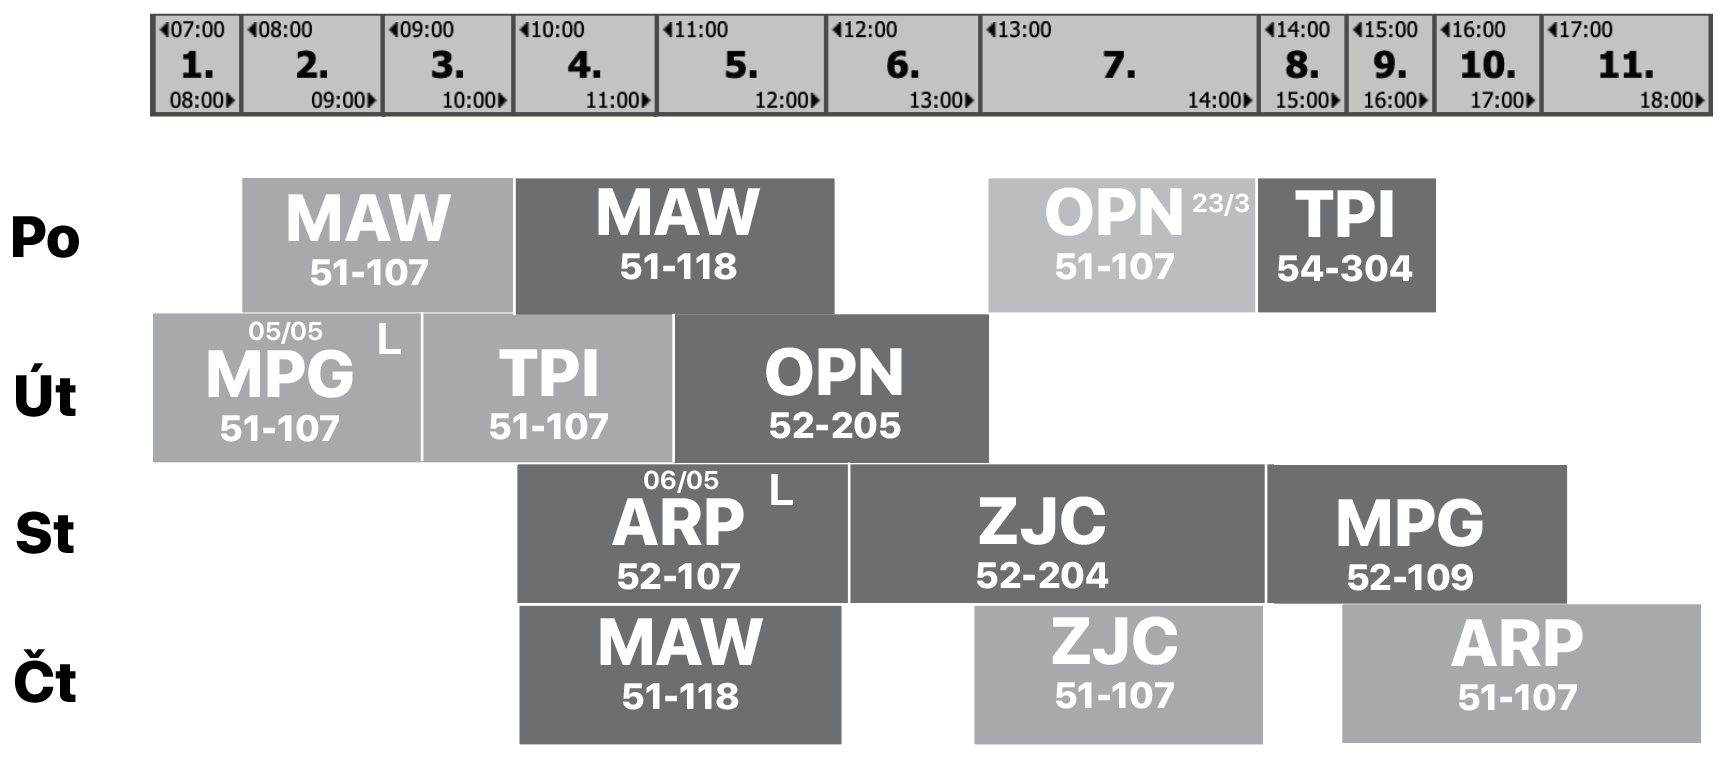 ◀07:00 ◀08:00 ◀09:00 ◀10:00 ◀11:00 ◀12:00 ◀13:00 ◀14:00 ◀15:00 ◀16:00 ◀17:00
1. 2. 3. 4. 5. 6. 7. 8. 9. 10. 11.
08:00▶ 09:00▶ 10:00▶ 11:00▶ 12:00▶ 13:00▶ 14:00▶ 15:00▶ 16:00▶ 17:00▶ 18:00▶
Po
MAW
51-107
MAW
51-118
OPN 23/3
51-107
TPI
54-304
Út
05/05 L
MPG
51-107
TPI
51-107
OPN
52-205
St
06/05 L
ARP
52-107
ZJC
52-204
MPG
52-109
Čt
MAW
51-118
ZJC
51-107
ARP
51-107